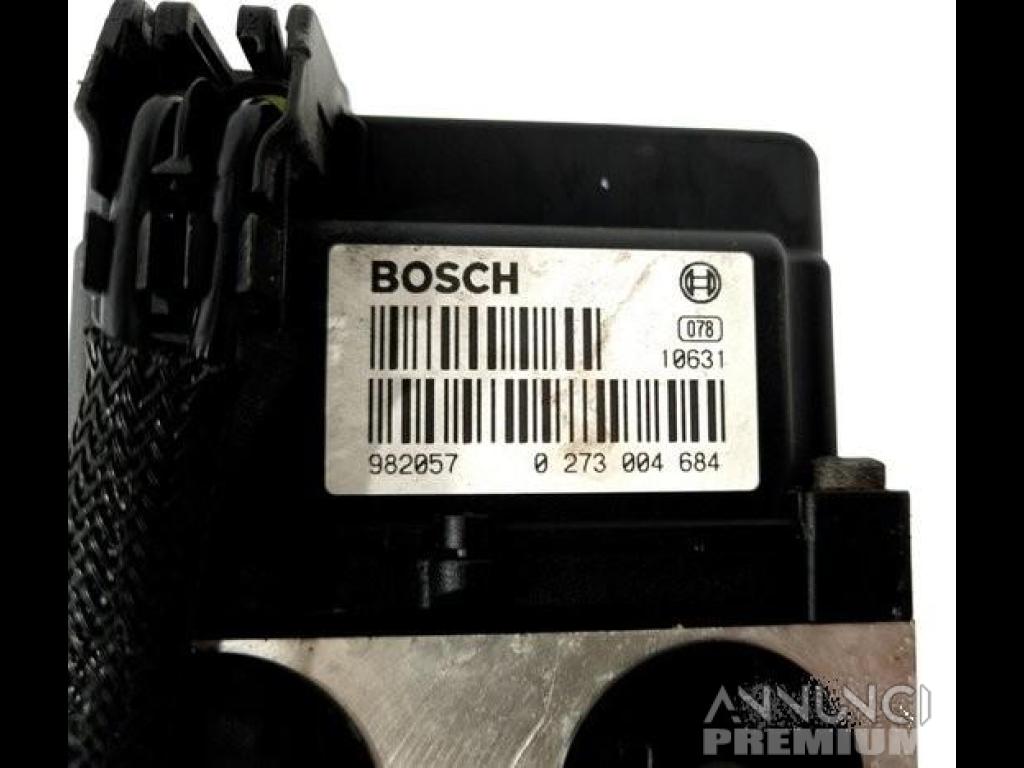 BOSCH
078
10631
982057 0 273 004 684
ANNUNCI
PREMIUM